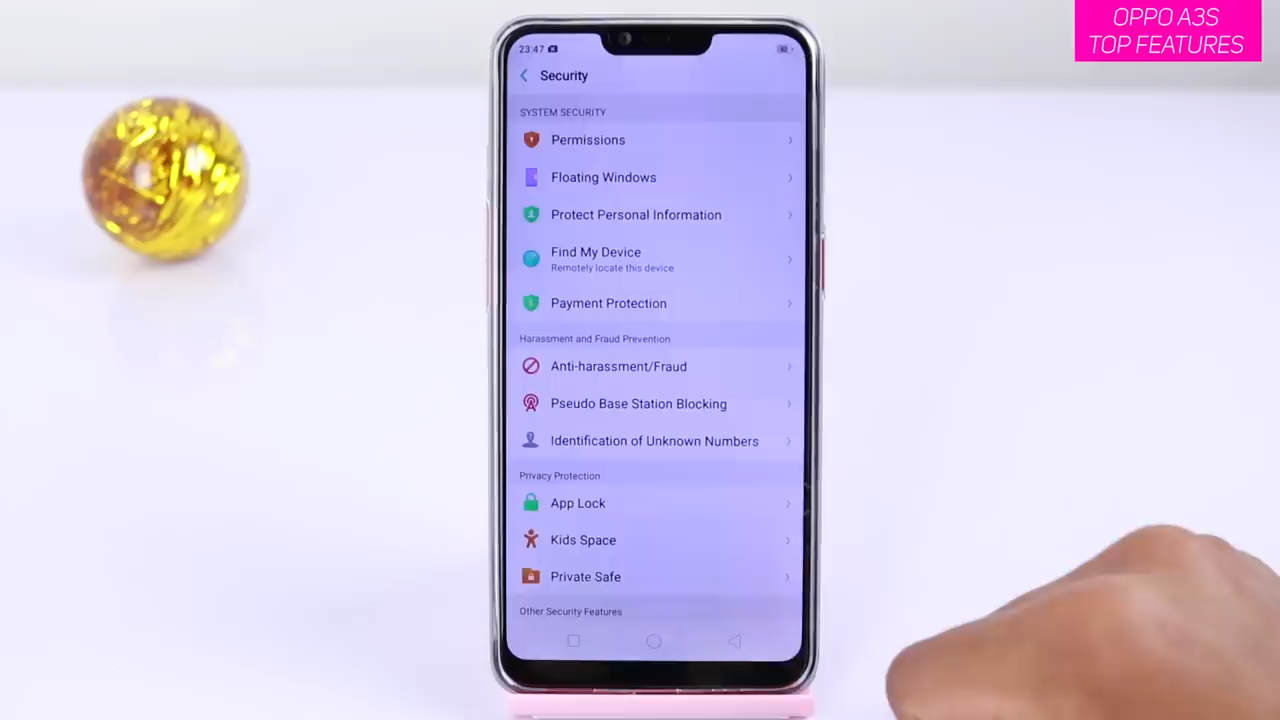 OPPO A3S
TOP FEATURES
23:47
Security
SYSTEM SECURITY
Permissions
Floating Windows
Protect Personal Information
Find My Device
Remotely locate this device
Payment Protection
Harassment and Fraud Prevention
Anti-harassment/Fraud
Pseudo Base Station Blocking
Identification of Unknown Numbers
Privacy Protection
App Lock
Kids Space
Private Safe
Other Security Features